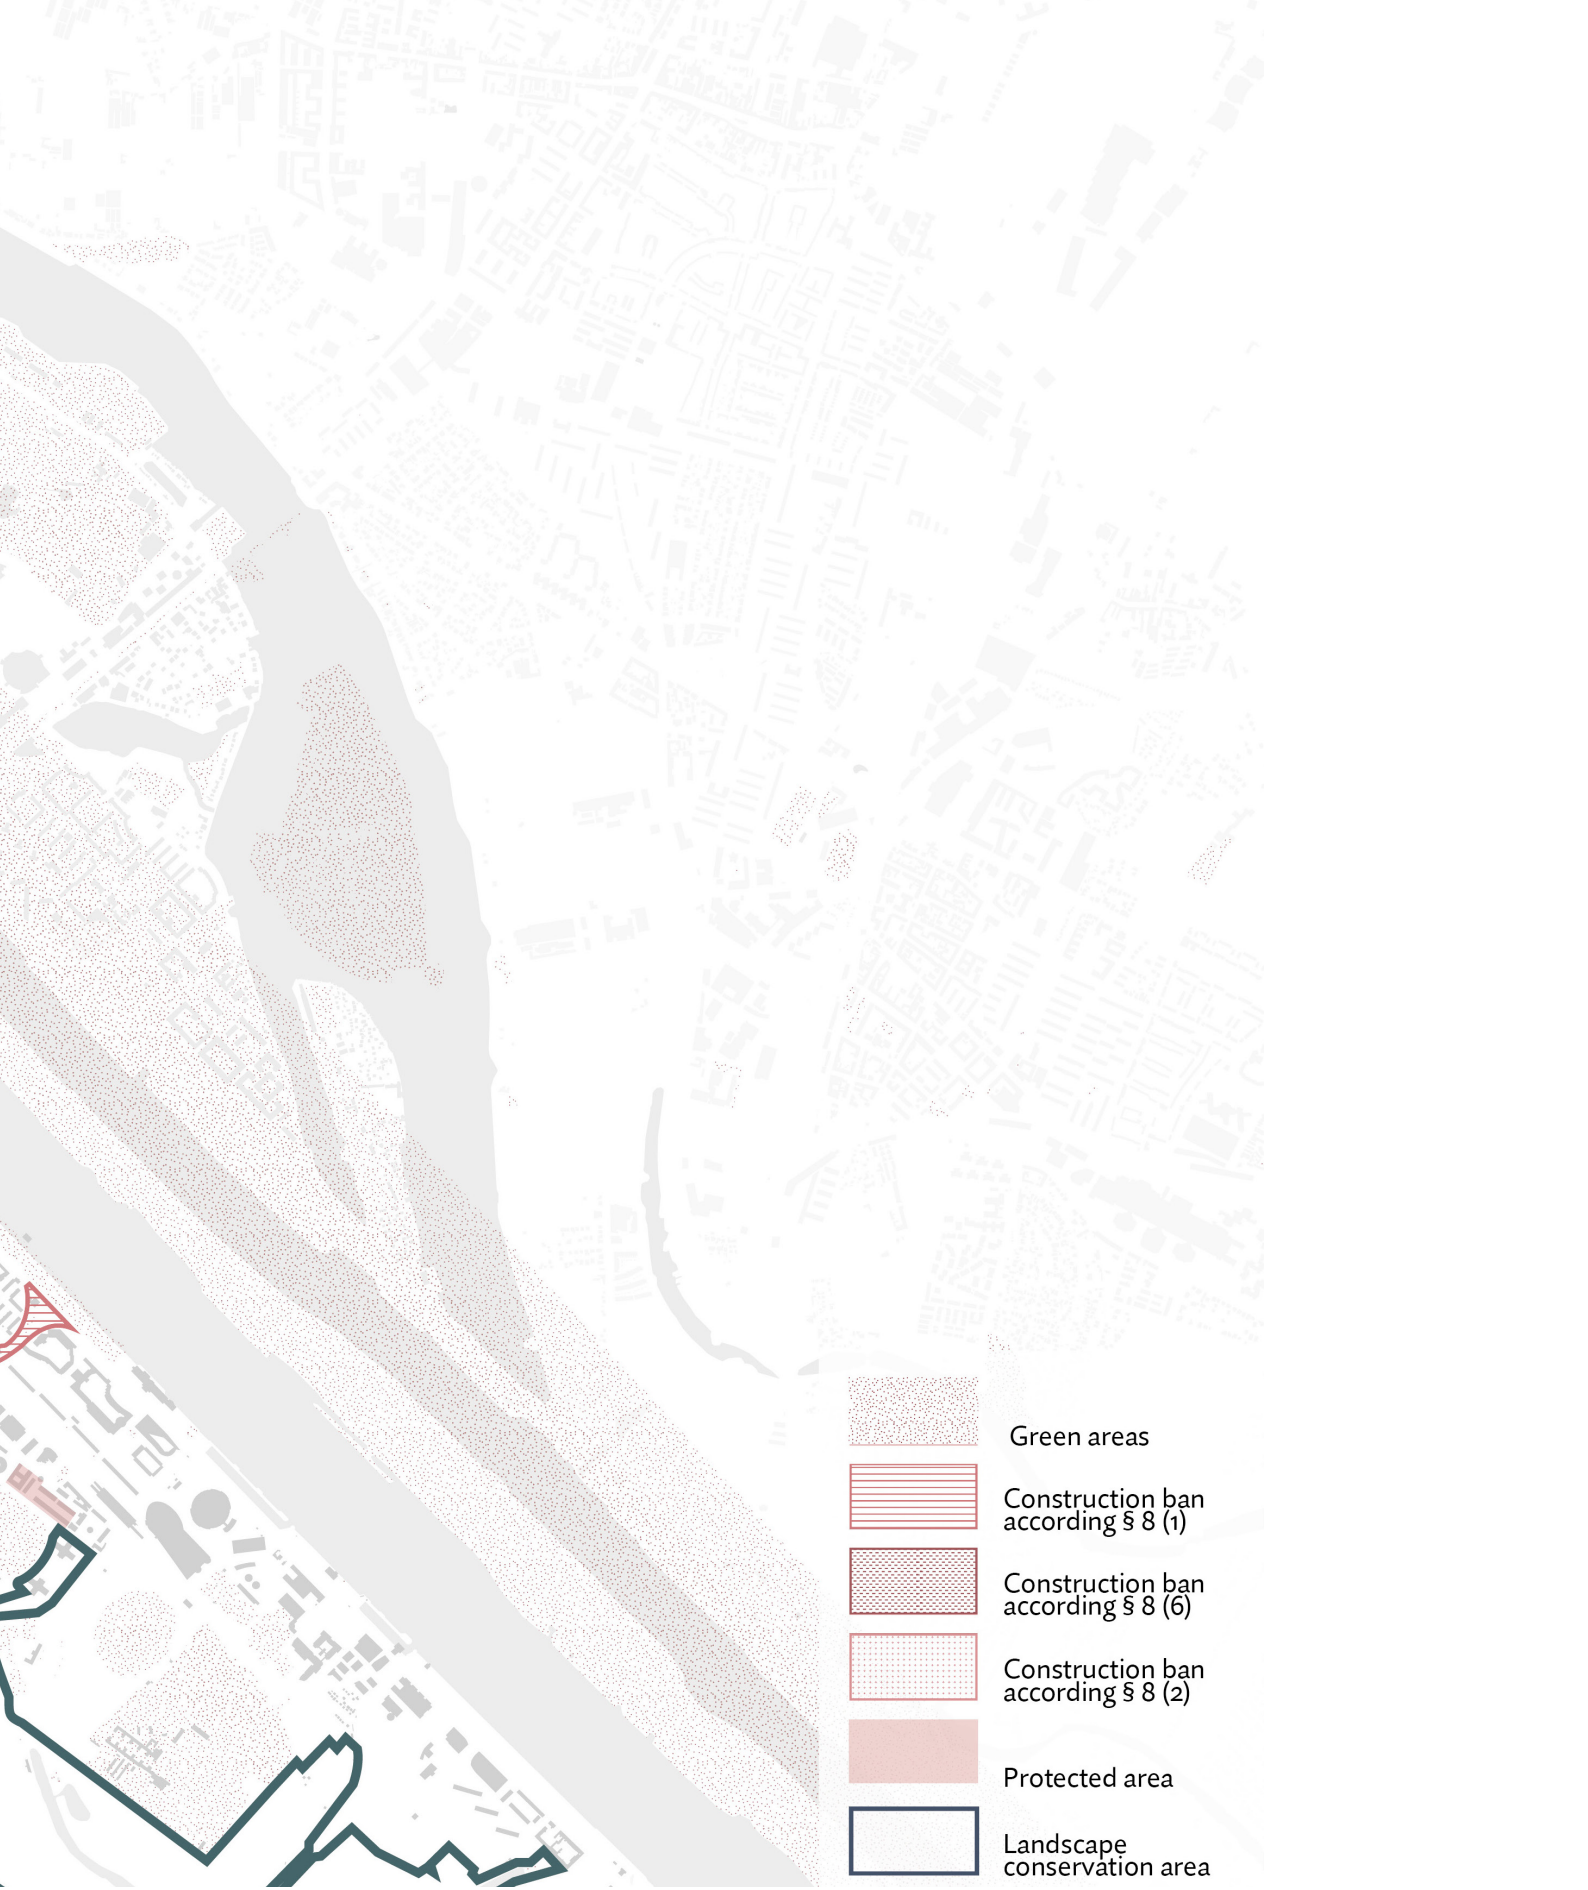 Green areas
Construction ban
according § 8 (1)
Construction ban
according § 8 (6)
Construction ban
according § 8 (2)
Protected area
Landscape
conservation area